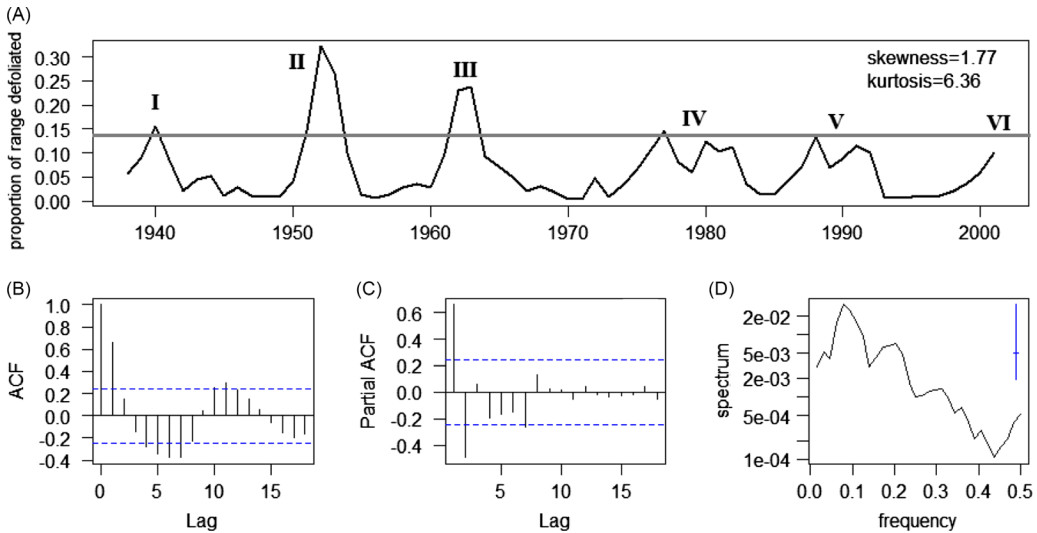 (A)
proportion of range defoliated
0.30
0.25
0.20
0.15
0.10
0.05
0.00
I
II
III
IV
V
VI
skewness=1.77
kurtosis=6.36
1940 1950 1960 1970 1980 1990 2000
(B)
ACF
1.0
0.8
0.6
0.4
0.2
0.0
-0.2
-0.4
0 5 10 15
Lag
(C)
Partial ACF
0.6
0.4
0.2
0.0
-0.2
-0.4
5 10 15
Lag
(D)
spectrum
2e-02
5e-03
2e-03
5e-04
1e-04
0.0 0.1 0.2 0.3 0.4 0.5
frequency